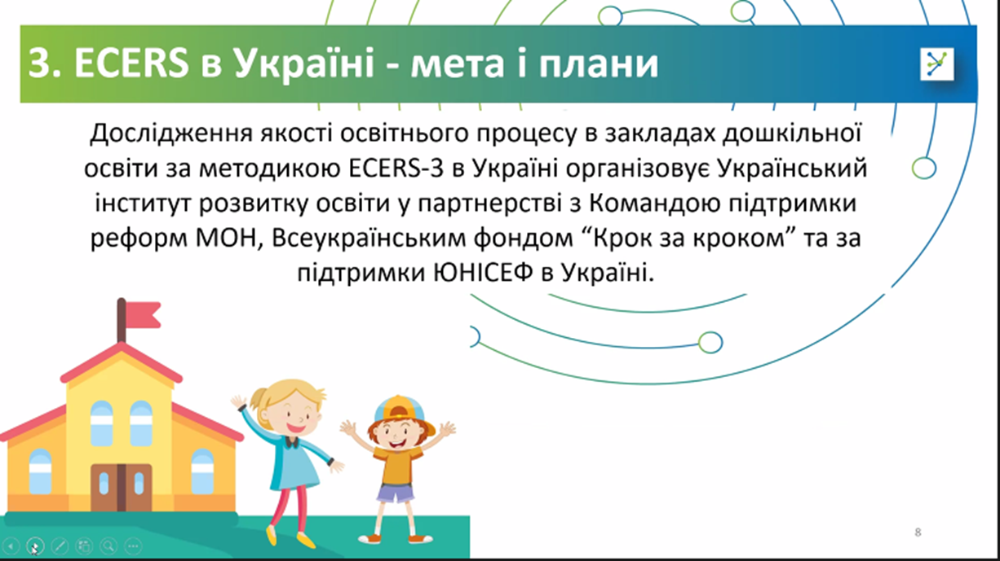 3. ECERS в Україні - мета і плани
Дослідження якості освітнього процесу в закладах дошкільної
освіти за методикою ECERS-3 в Україні організовує Український
інститут розвитку освіти у партнерстві з Командою підтримки
реформ МОН, Всеукраїнським фондом “Крок за кроком” та за
підтримки ЮНІСЕФ в Україні.
8